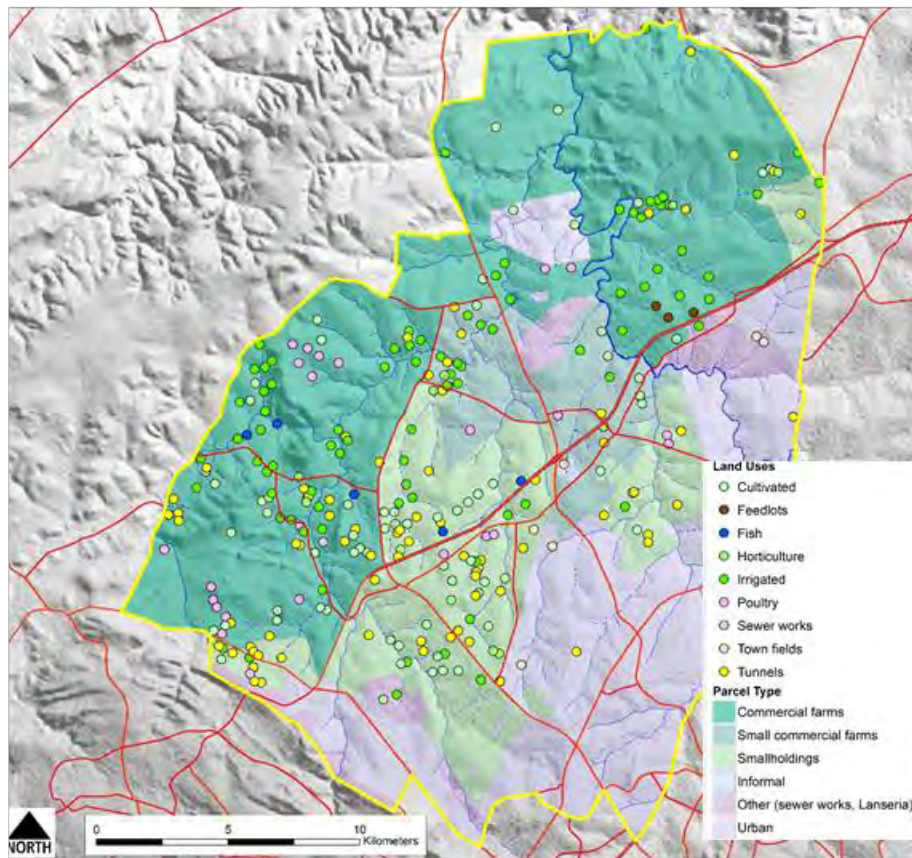 Land Uses
Cultivated
Feedlots
Fish
Horticulture
Irrigated
Poultry
Sewer works
Town fields
Tunnels
Parcel Type
Commercial farms
Small commercial farms
Smallholdings
Informal
Other (sewer works, Lanseria)
Urban
NORTH
0 5 10
Kilometers